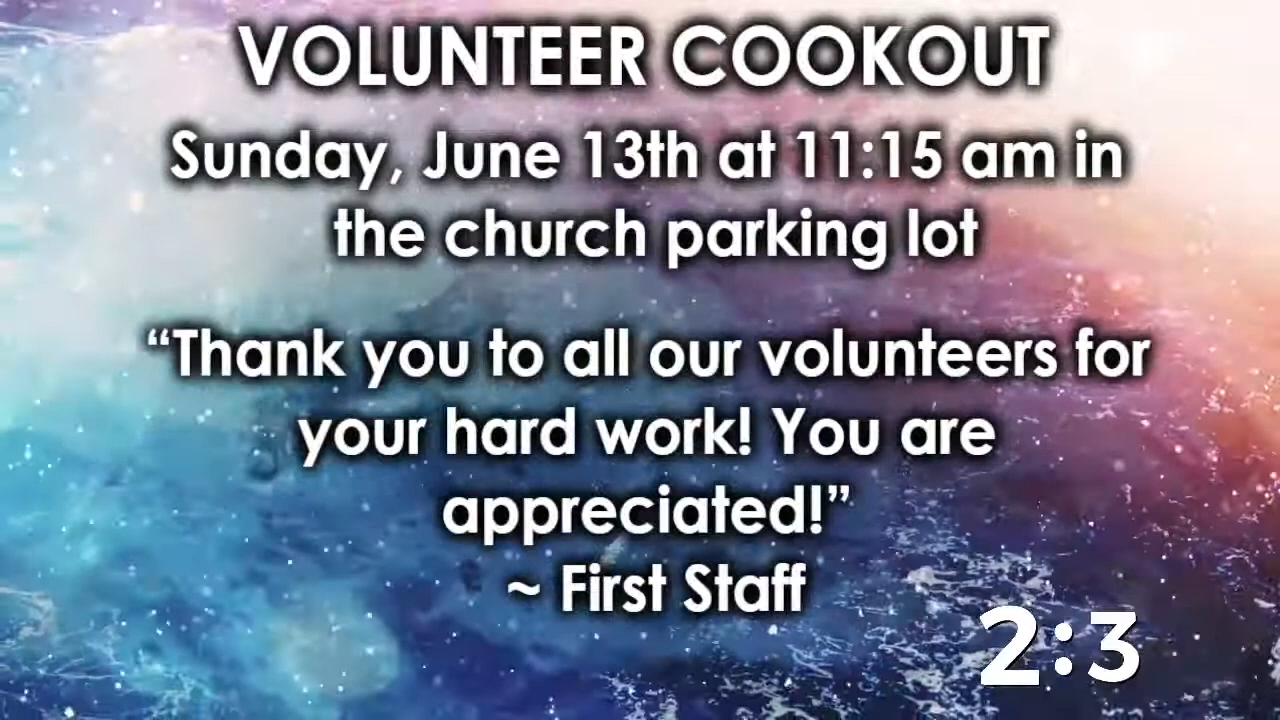 VOLUNTEER COOKOUT
Sunday, June 13th at 11:15 am in
the church parking lot
“Thank you to all our volunteers for
your hard work! You are
appreciated!”
~ First Staff
2:3